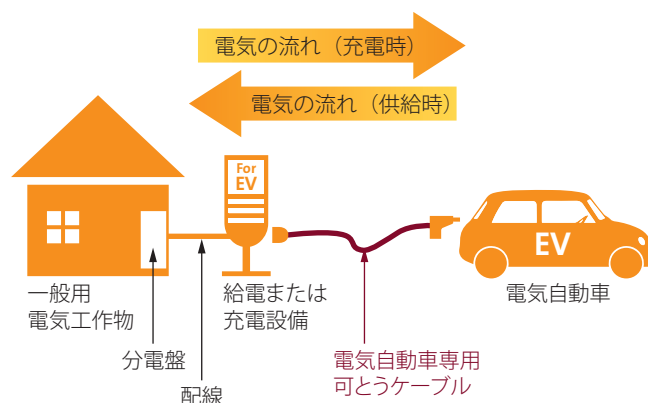 電気の流れ（充電時）
電気の流れ（供給時）
For
EV
EV
一般用
電気工作物
給電または
充電設備
電気自動車
分電盤
配線
電気自動車専用
可とうケーブル